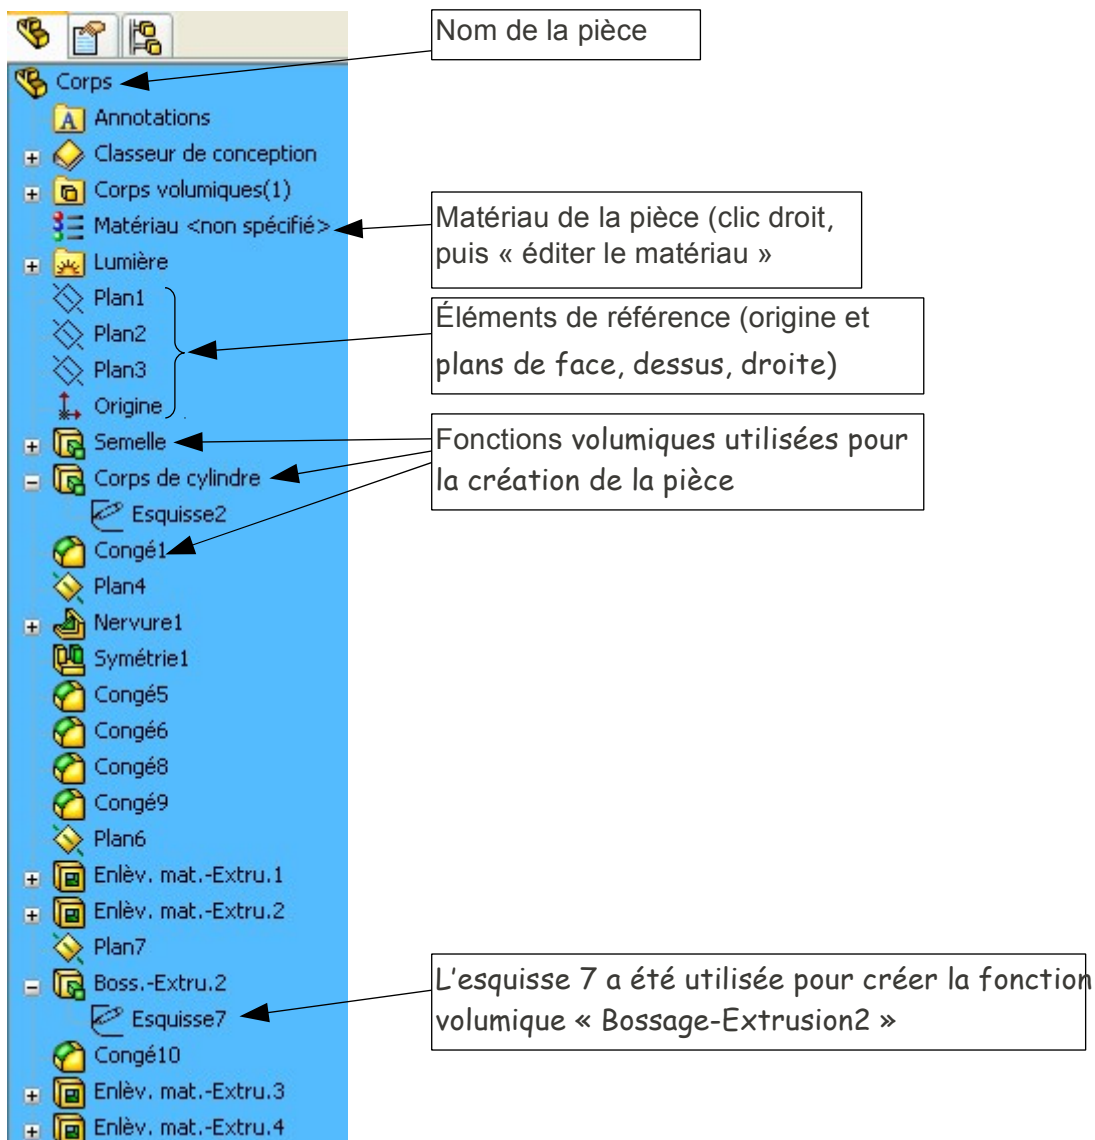 Nom de la pièce
Corps
Annotations
Classeur de conception
Corps volumiques(1)
Matériau <non spécifié>
Matériau de la pièce (clic droit,
puis « éditer le matériau »
Lumière
Plan1
Plan2
Plan3
Origine
Éléments de référence (origine et
plans de face, dessus, droite)
Semelle
Corps de cylindre
Esquisse2
Congé1
Fonctions volumiques utilisées pour
la création de la pièce
Plan4
Nervure1
Symétrie1
Congé5
Congé6
Congé8
Congé9
Plan6
Enlèv. mat.-Extru.1
Enlèv. mat.-Extru.2
Plan7
Boss.-Extru.2
Esquisse7
L'esquisse 7 a été utilisée pour créer la fonction
volumique « Bossage-Extrusion2 »
Congé10
Enlèv. mat.-Extru.3
Enlèv. mat.-Extru.4